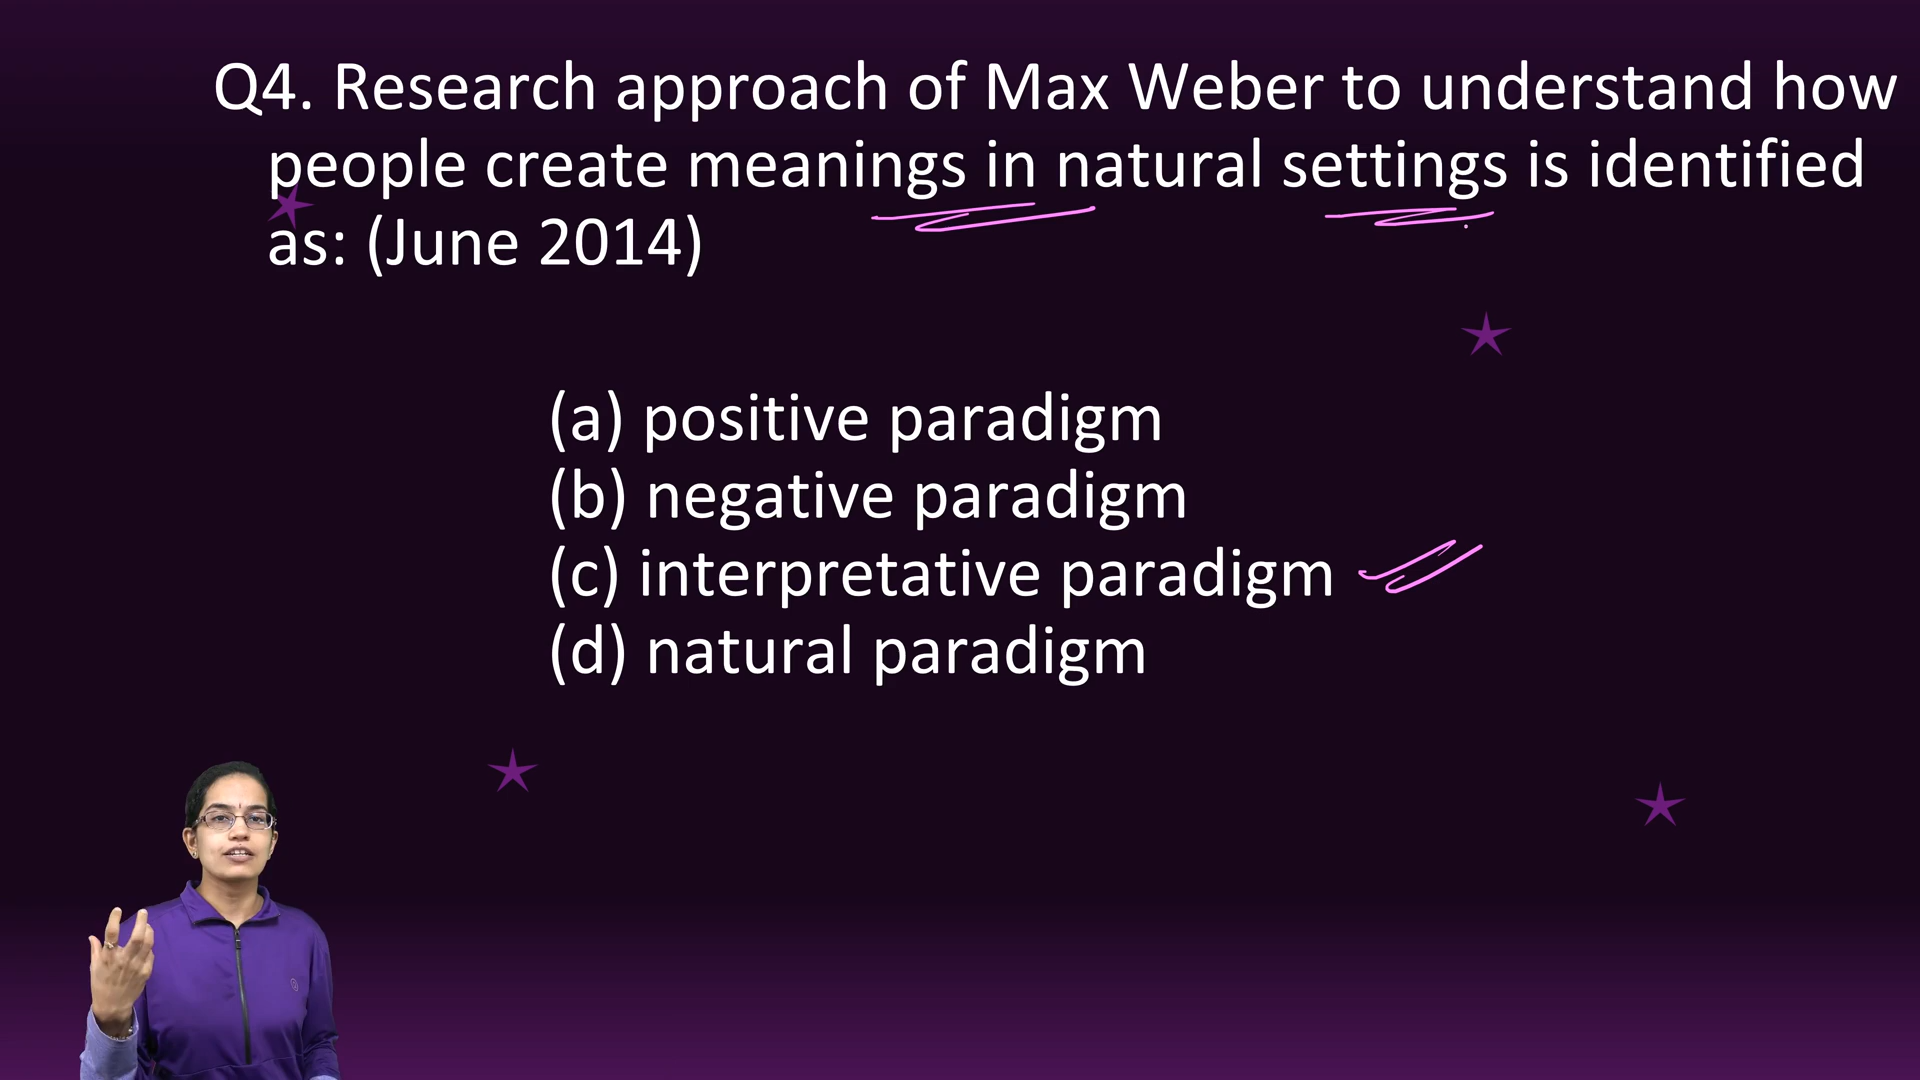 Q4. Research approach of Max Weber to understand how
people create meanings in natural settings is identified
as: (June 2014)
(a) positive paradigm
(b) negative paradigm
(c) interpretative paradigm
(d) natural paradigm